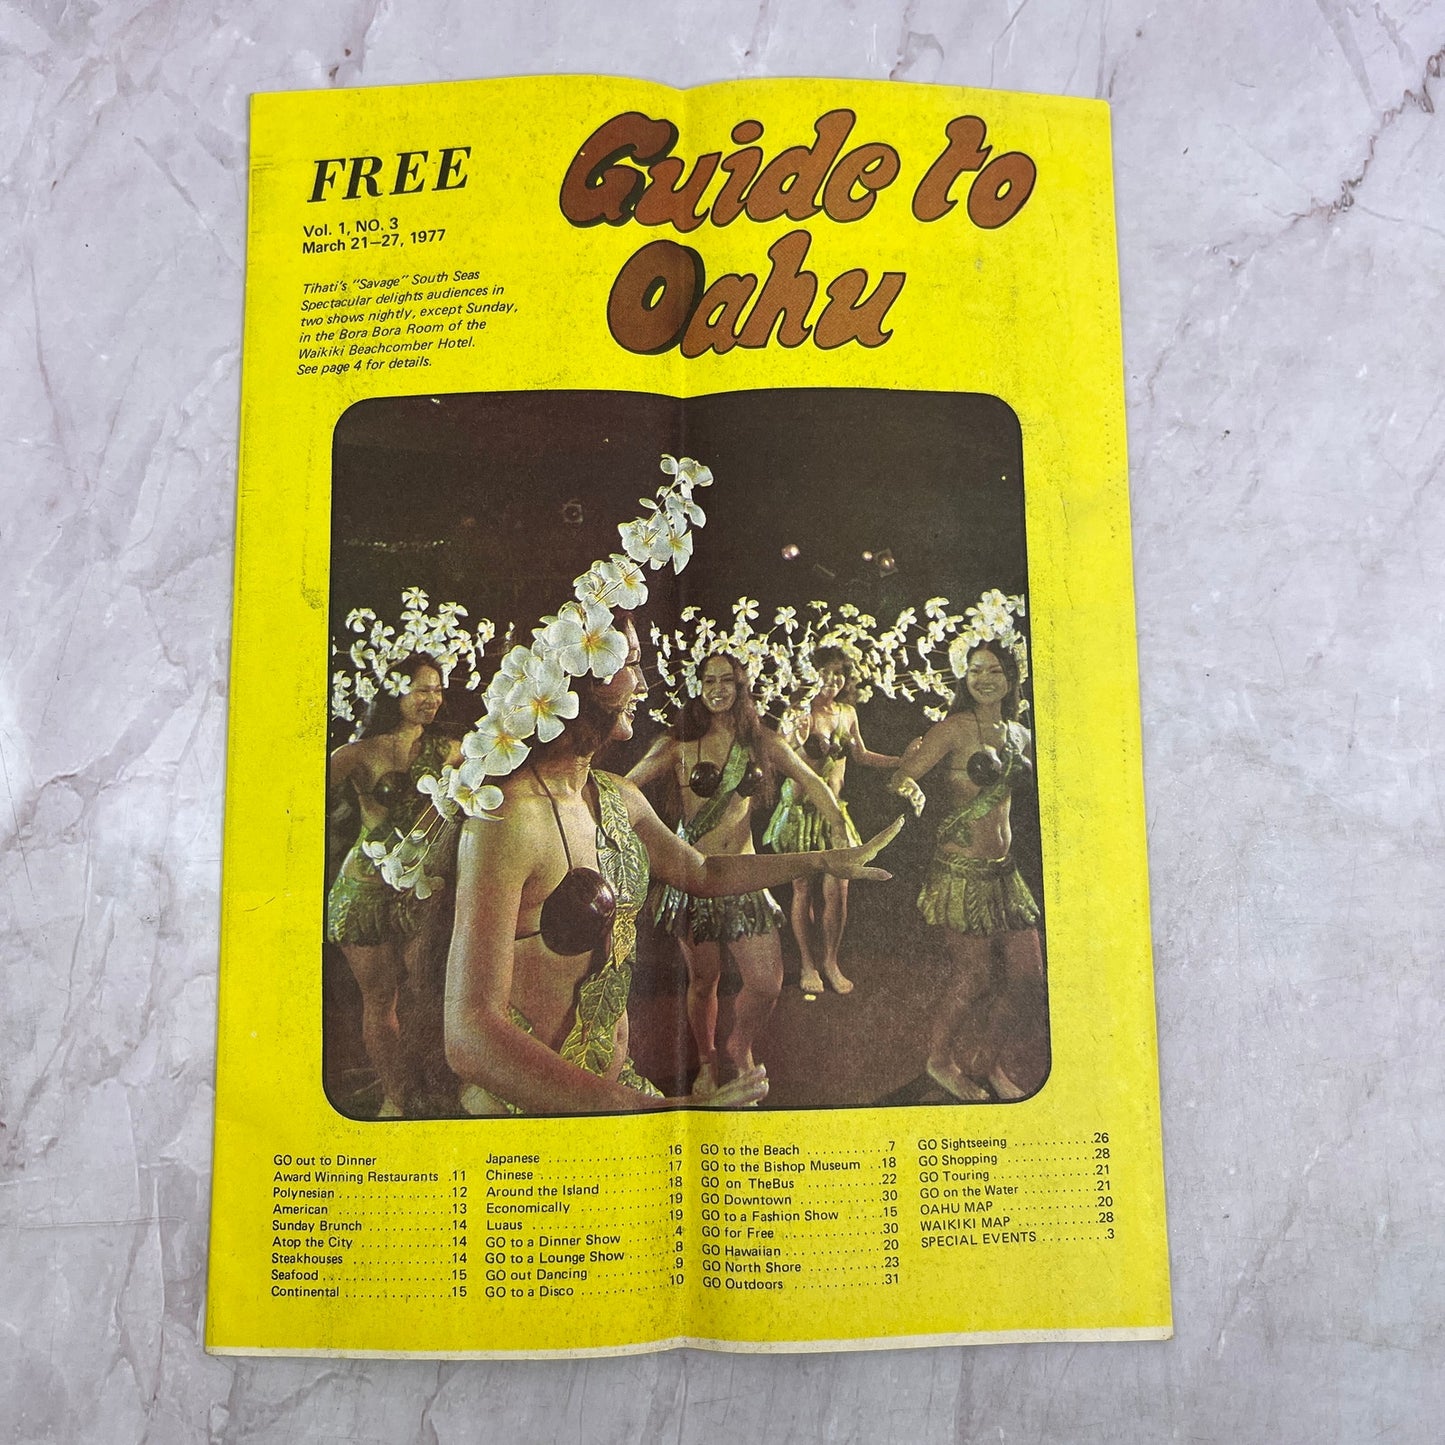 FREE
Guide to
Oahu
Vol. 1, NO. 3
March 21—27, 1977
Tihati's "Savage" South Seas
Spectacular delights audiences in
two shows nightly, except Sunday,
in the Bora Bora Room of the
Waikiki Beachcomber Hotel.
See page 4 for details.
GO out to Dinner
Award Winning Restaurants .11
Polynesian . . . . . . . . . . . . . .12
American . . . . . . . . . . . . . . .13
Sunday Brunch . . . . . . . . . . .14
Atop the City . . . . . . . . . . . .14
Steakhouses . . . . . . . . . . . . .14
Seafood . . . . . . . . . . . . . . . .15
Continental . . . . . . . . . . . . .15
Japanese . . . . . . . . . . . . . . .16
Chinese . . . . . . . . . . . . . . . .17
Around the Island . . . . . . . .18
Economically . . . . . . . . . . . .19
Luaus . . . . . . . . . . . . . . . . .19
GO to a Dinner Show . . . . . .4
GO to a Lounge Show . . . . . .8
GO out Dancing . . . . . . . . . .9
GO to a Disco . . . . . . . . . . .10
GO to the Beach . . . . . . . . . .7
GO to the Bishop Museum . .18
GO on TheBus . . . . . . . . . .22
GO Downtown . . . . . . . . . .30
GO to a Fashion Show . . . . .15
GO for Free . . . . . . . . . . . .30
GO Hawaiian . . . . . . . . . . . 20
GO North Shore . . . . . . . . .23
GO Outdoors . . . . . . . . . . .31
GO Sightseeing . . . . . . . . . .26
GO Shopping . . . . . . . . . . .28
GO Touring . . . . . . . . . . . .21
GO on the Water . . . . . . . . .21
OAHU MAP . . . . . . . . . . . .20
WAIKIKI MAP . . . . . . . . . .28
SPECIAL EVENTS . . . . . . . .3